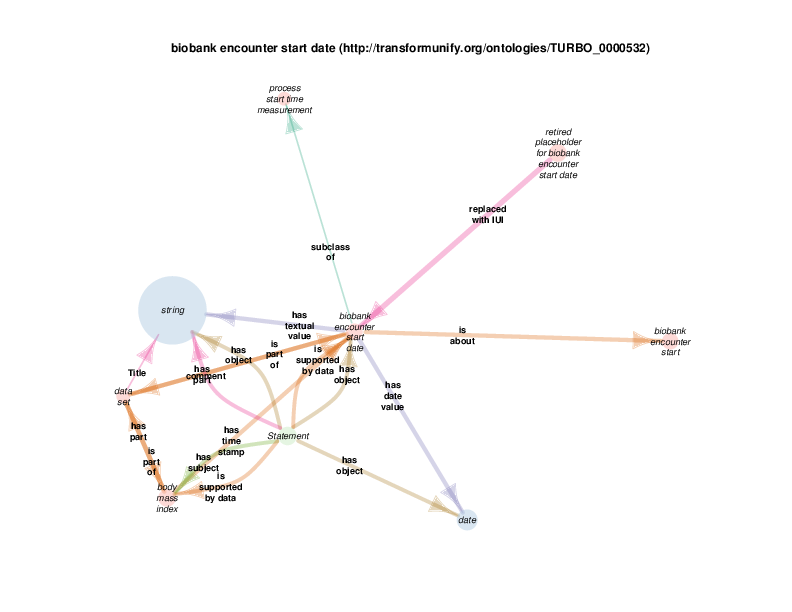 biobank encounter start date (http://transformunify.org/ontologies/TURBO_0000532)
process
start time
measurement
retired
placeholder
for biobank
encounter
start date
replaced
with IUI
subclass
of
string
has
textual
value
biobank
encounter
start
date
is
about
biobank
encounter
start
is
part
of
has
object
is
supported
by data
has
object
Title
has
part
comment
data
set
has
date
value
has
part
has
time
stamp
Statement
is
part
of
has
subject
has
object
is
supported
by data
body
mass
index
date